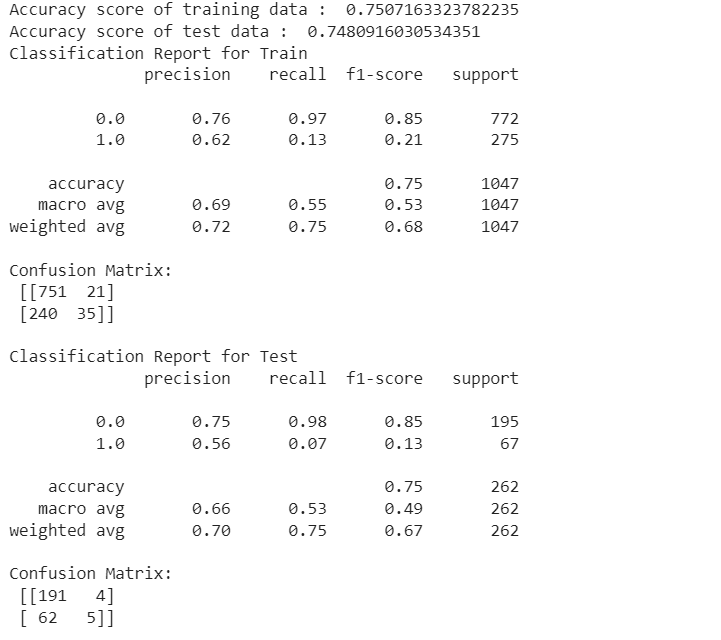 Accuracy score of training data :  0.7507163323782235
Accuracy score of test data :  0.7480916030534351
Classification Report for Train
              precision    recall  f1-score   support

         0.0       0.76      0.97      0.85       772
         1.0       0.62      0.13      0.21       275

    accuracy                           0.75      1047
   macro avg       0.69      0.55      0.53      1047
weighted avg       0.72      0.75      0.68      1047

Confusion Matrix:
 [[751  21]
 [240  35]]

Classification Report for Test
              precision    recall  f1-score   support

         0.0       0.75      0.98      0.85       195
         1.0       0.56      0.07      0.13        67

    accuracy                           0.75       262
   macro avg       0.66      0.53      0.49       262
weighted avg       0.70      0.75      0.67       262

Confusion Matrix:
 [[191   4]
 [ 62   5]]